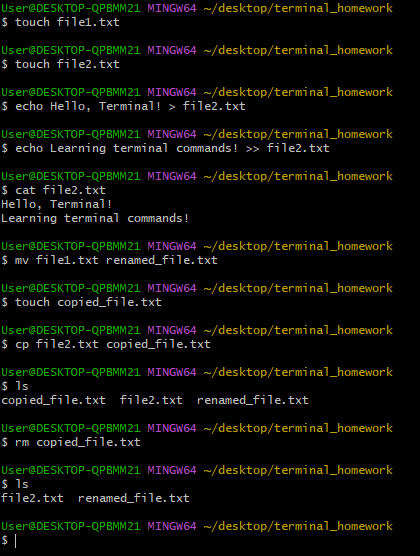 User@DESKTOP-QPBMM21 MINGW64 ~/desktop/terminal_homework
$ touch file1.txt
User@DESKTOP-QPBMM21 MINGW64 ~/desktop/terminal_homework
$ touch file2.txt
User@DESKTOP-QPBMM21 MINGW64 ~/desktop/terminal_homework
$ echo Hello, Terminal! > file2.txt
User@DESKTOP-QPBMM21 MINGW64 ~/desktop/terminal_homework
$ echo Learning terminal commands! >> file2.txt
User@DESKTOP-QPBMM21 MINGW64 ~/desktop/terminal_homework
$ cat file2.txt
Hello, Terminal!
Learning terminal commands!
User@DESKTOP-QPBMM21 MINGW64 ~/desktop/terminal_homework
$ mv file1.txt renamed_file.txt
User@DESKTOP-QPBMM21 MINGW64 ~/desktop/terminal_homework
$ touch copied_file.txt
User@DESKTOP-QPBMM21 MINGW64 ~/desktop/terminal_homework
$ cp file2.txt copied_file.txt
User@DESKTOP-QPBMM21 MINGW64 ~/desktop/terminal_homework
$ ls
copied_file.txt  file2.txt  renamed_file.txt
User@DESKTOP-QPBMM21 MINGW64 ~/desktop/terminal_homework
$ rm copied_file.txt
User@DESKTOP-QPBMM21 MINGW64 ~/desktop/terminal_homework
$ ls
file2.txt  renamed_file.txt
User@DESKTOP-QPBMM21 MINGW64 ~/desktop/terminal_homework
$